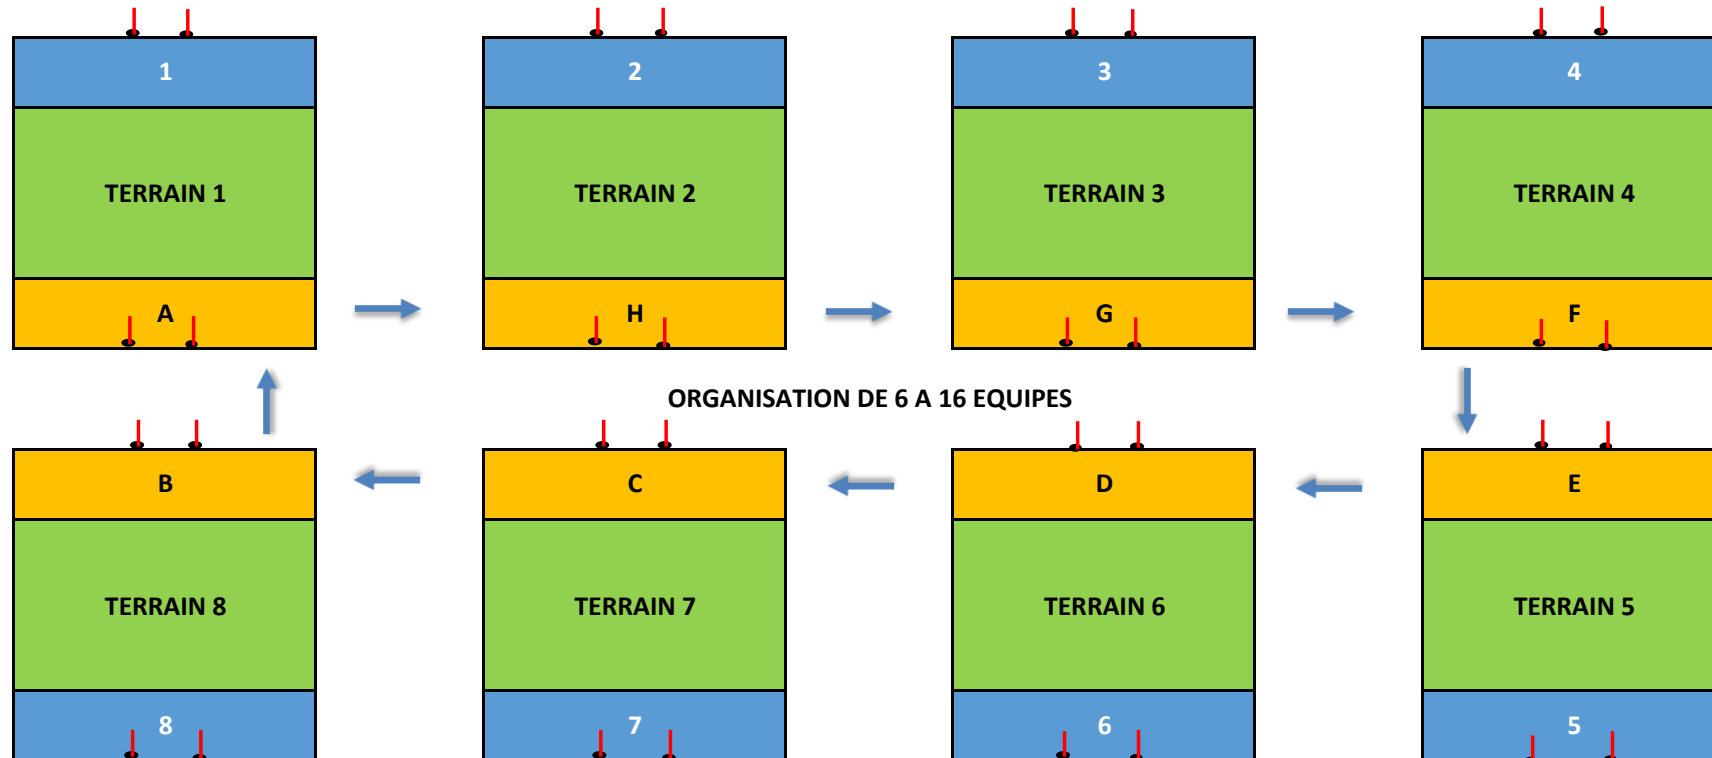 1
2
3
4
TERRAIN 1
TERRAIN 2
TERRAIN 3
TERRAIN 4
A
H
G
F
ORGANISATION DE 6 A 16 EQUIPES
B
C
D
E
TERRAIN 8
TERRAIN 7
TERRAIN 6
TERRAIN 5
8
7
6
5